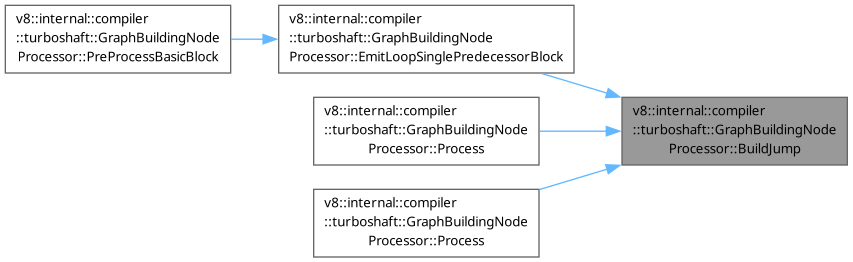 v8::internal::compiler
::turboshaft::GraphBuildingNode
Processor::PreProcessBasicBlock
v8::internal::compiler
::turboshaft::GraphBuildingNode
Processor::EmitLoopSinglePredecessorBlock
v8::internal::compiler
::turboshaft::GraphBuildingNode
Processor::Process
v8::internal::compiler
::turboshaft::GraphBuildingNode
Processor::BuildJump
v8::internal::compiler
::turboshaft::GraphBuildingNode
Processor::Process